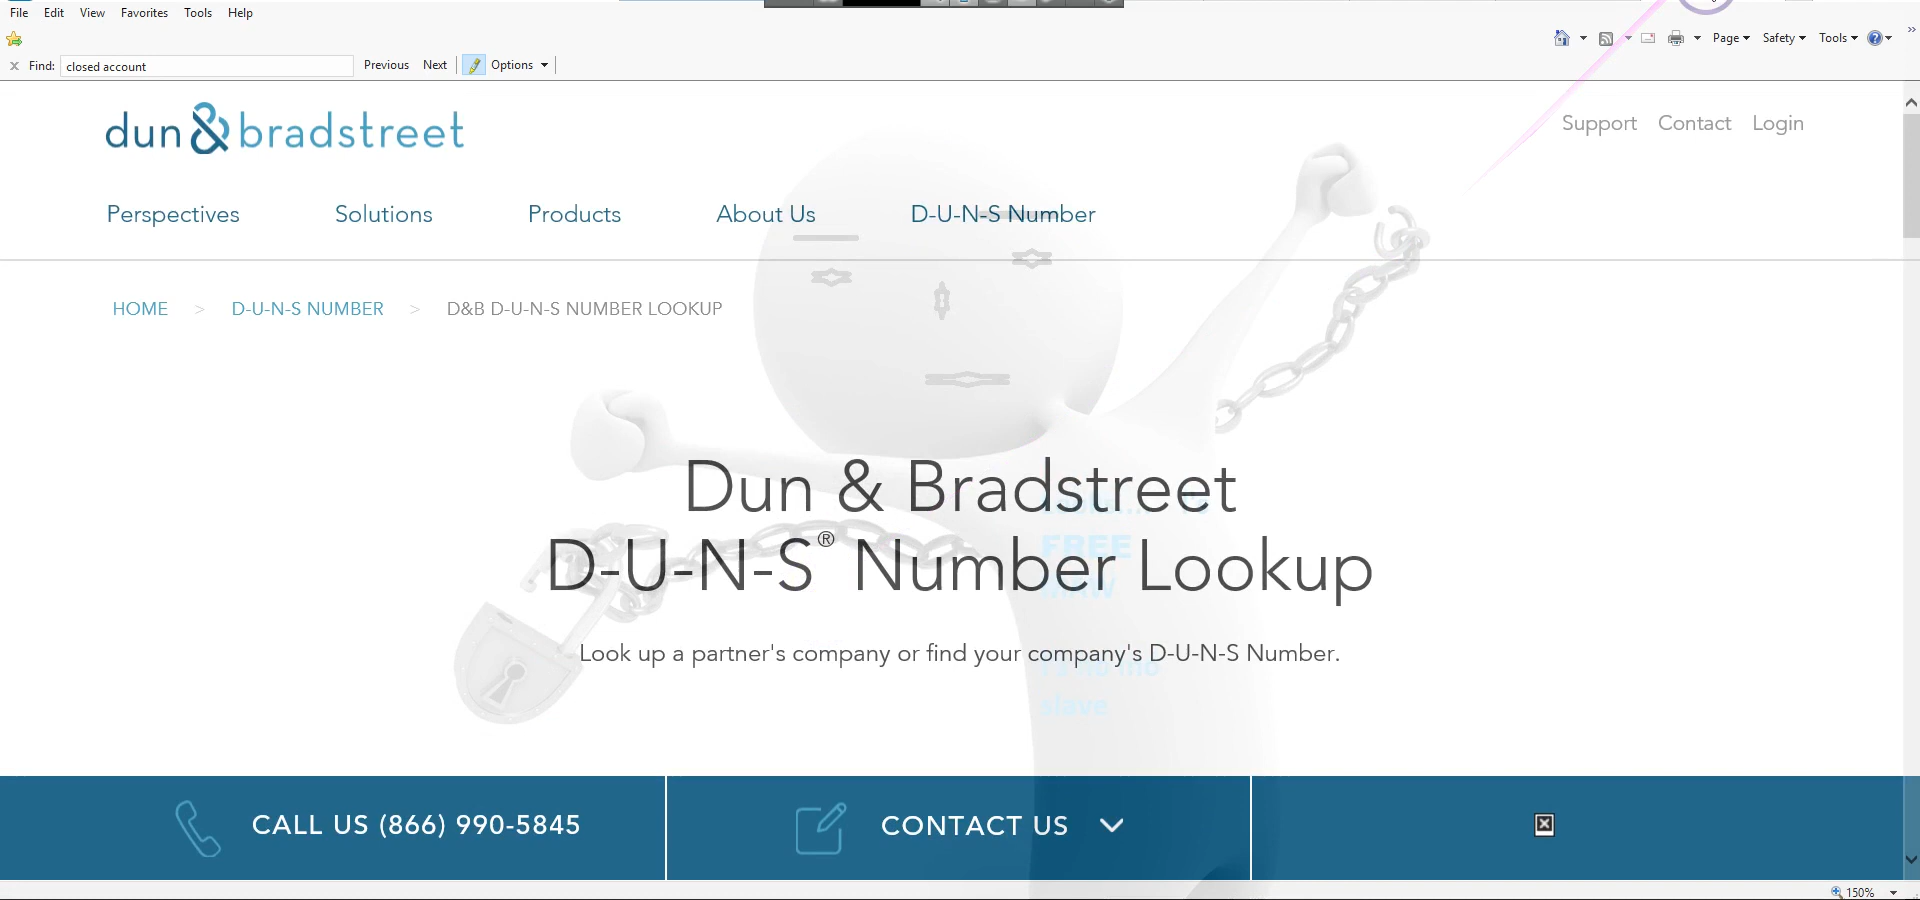 File Edit View Favorites Tools Help
Page Safety Tools
Find: closed account Previous Next Options
dun & bradstreet
Support Contact Login
Perspectives Solutions Products About Us D-U-N-S Number
HOME > D-U-N-S NUMBER > D&B D-U-N-S NUMBER LOOKUP
Dun & Bradstreet
D-U-N-S® Number Lookup
FREE
Look up a partner's company or find your company's D-U-N-S Number.
slave
CALL US (866) 990-5845
CONTACT US
150%